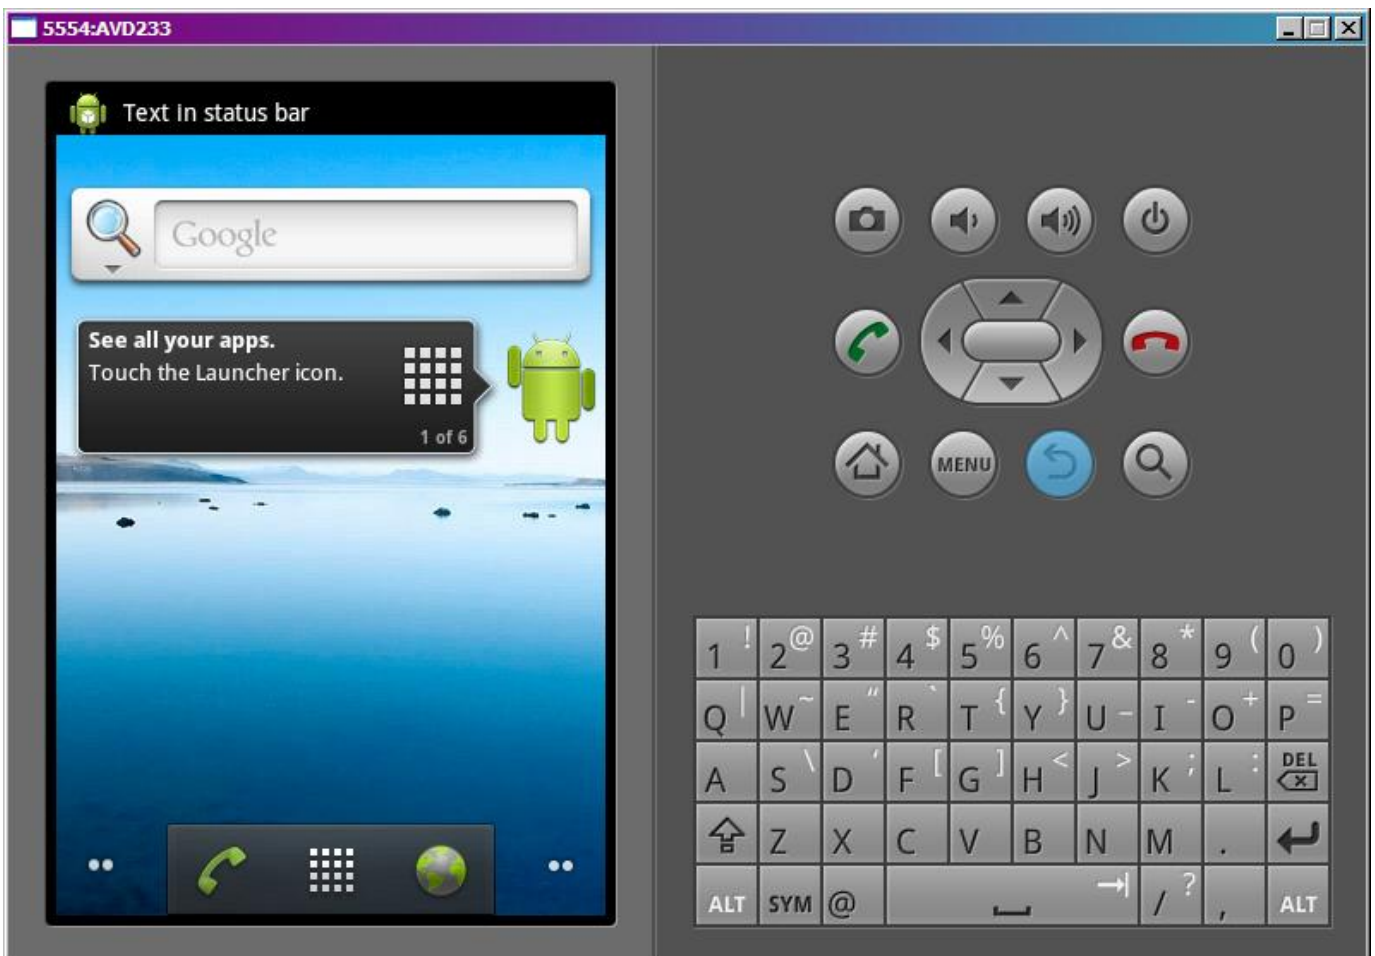 5554:AVD233
Text in status bar
Google
See all your apps.
Touch the Launcher icon.
1 of 6
MENU
1 ! 2 @ 3 # 4 $ 5 % 6 ^ 7 & 8 * 9 ( 0 )
Q | W ~ E “ R ` T { Y } U _ I - O + P =
A S \ D ‘ F [ G ] H < J > K ; L : DEL
Z X C V B N M .
ALT SYM @ / ? , ALT